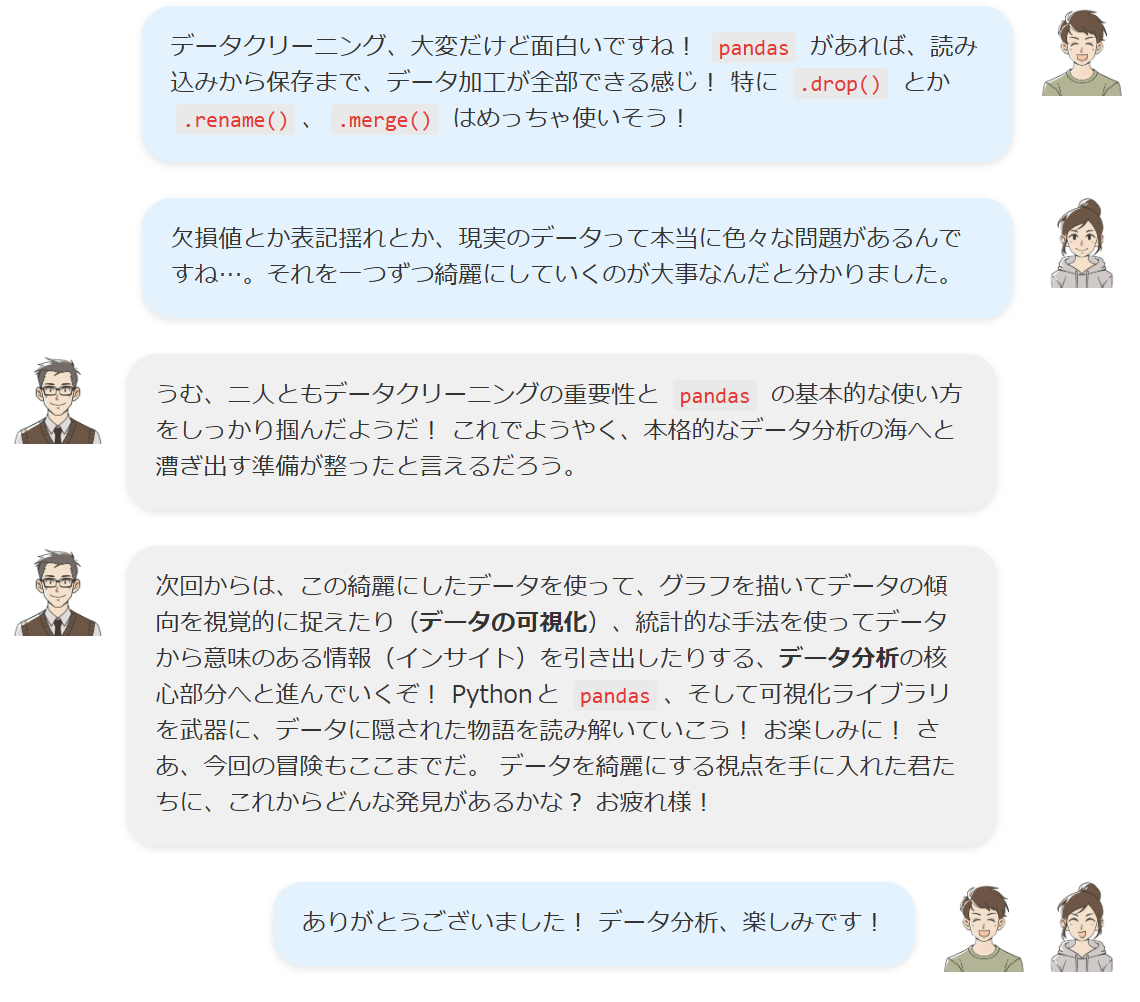 データクリーニング、大変だけど面白いですね！ pandas があれば、読み
込みから保存まで、データ加工が全部できる感じ！ 特に .drop() とか
.rename() 、 .merge() はめっちゃ使いそう！
欠損値とか表記揺れとか、現実のデータって本当に色々な問題があるんで
すね…。それを一つずつ綺麗にしていくのが大事なんだと分かりました。
うむ、二人ともデータクリーニングの重要性と pandas の基本的な使い方
をしっかり掴んだようだ！ これでようやく、本格的なデータ分析の海へと
漕ぎ出す準備が整ったと言えるだろう。
次回からは、この綺麗にしたデータを使って、グラフを描いてデータの傾
向を視覚的に捉えたり（データの可視化）、統計的な手法を使ってデータ
から意味のある情報（インサイト）を引き出したりする、データ分析の核
心部分へと進んでいくぞ！ Pythonと pandas 、そして可視化ライブラリ
を武器に、データに隠された物語を読み解いていこう！ お楽しみに！ さ
あ、今回の冒険もここまでだ。 データを綺麗にする視点を手に入れた君た
ちに、これからどんな発見があるかな？ お疲れ様！
ありがとうございました！ データ分析、楽しみです！